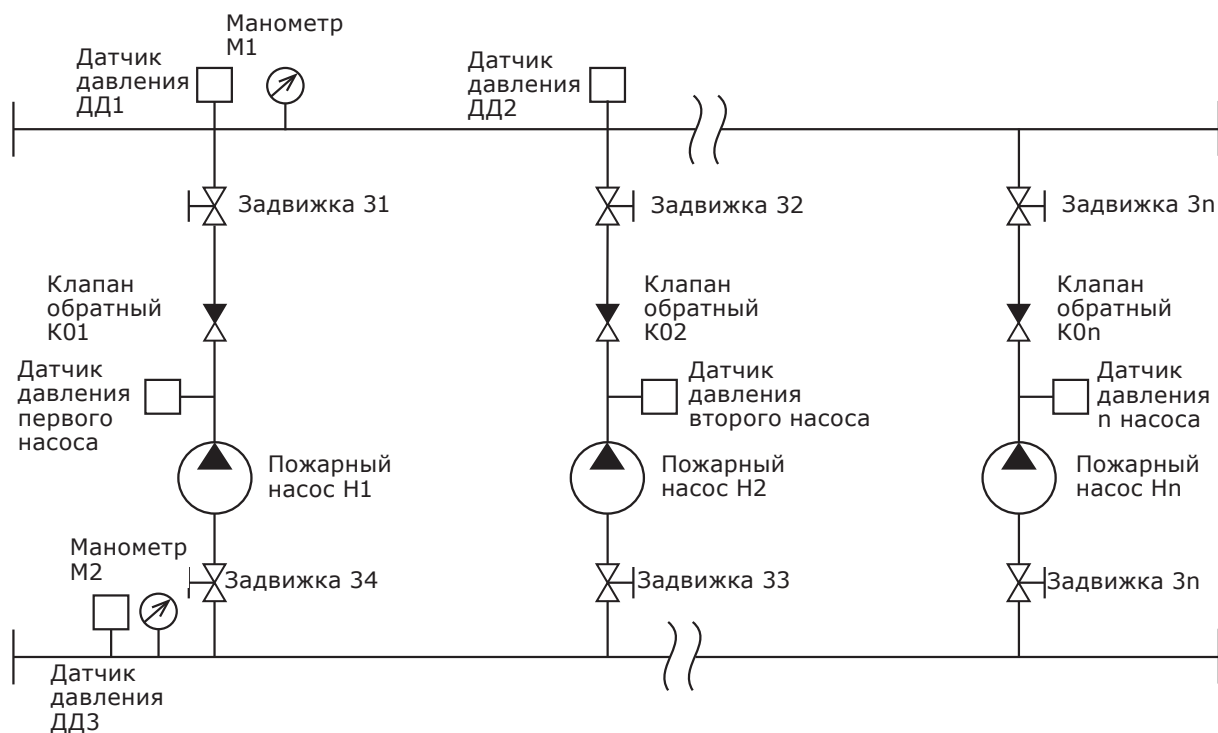 Манометр
М1
Датчик
давления
ДД1
Датчик
давления
ДД2
Задвижка 31
Задвижка 32
Задвижка 3n
Клапан
обратный
К01
Клапан
обратный
К02
Клапан
обратный
К0n
Датчик
давления
первого
насоса
Датчик
давления
второго насоса
Датчик
давления
n насоса
Пожарный
насос Н1
Пожарный
насос Н2
Пожарный
насос Нn
Манометр
М2
Задвижка 34
Задвижка 33
Задвижка 3n
Датчик
давления
ДД3